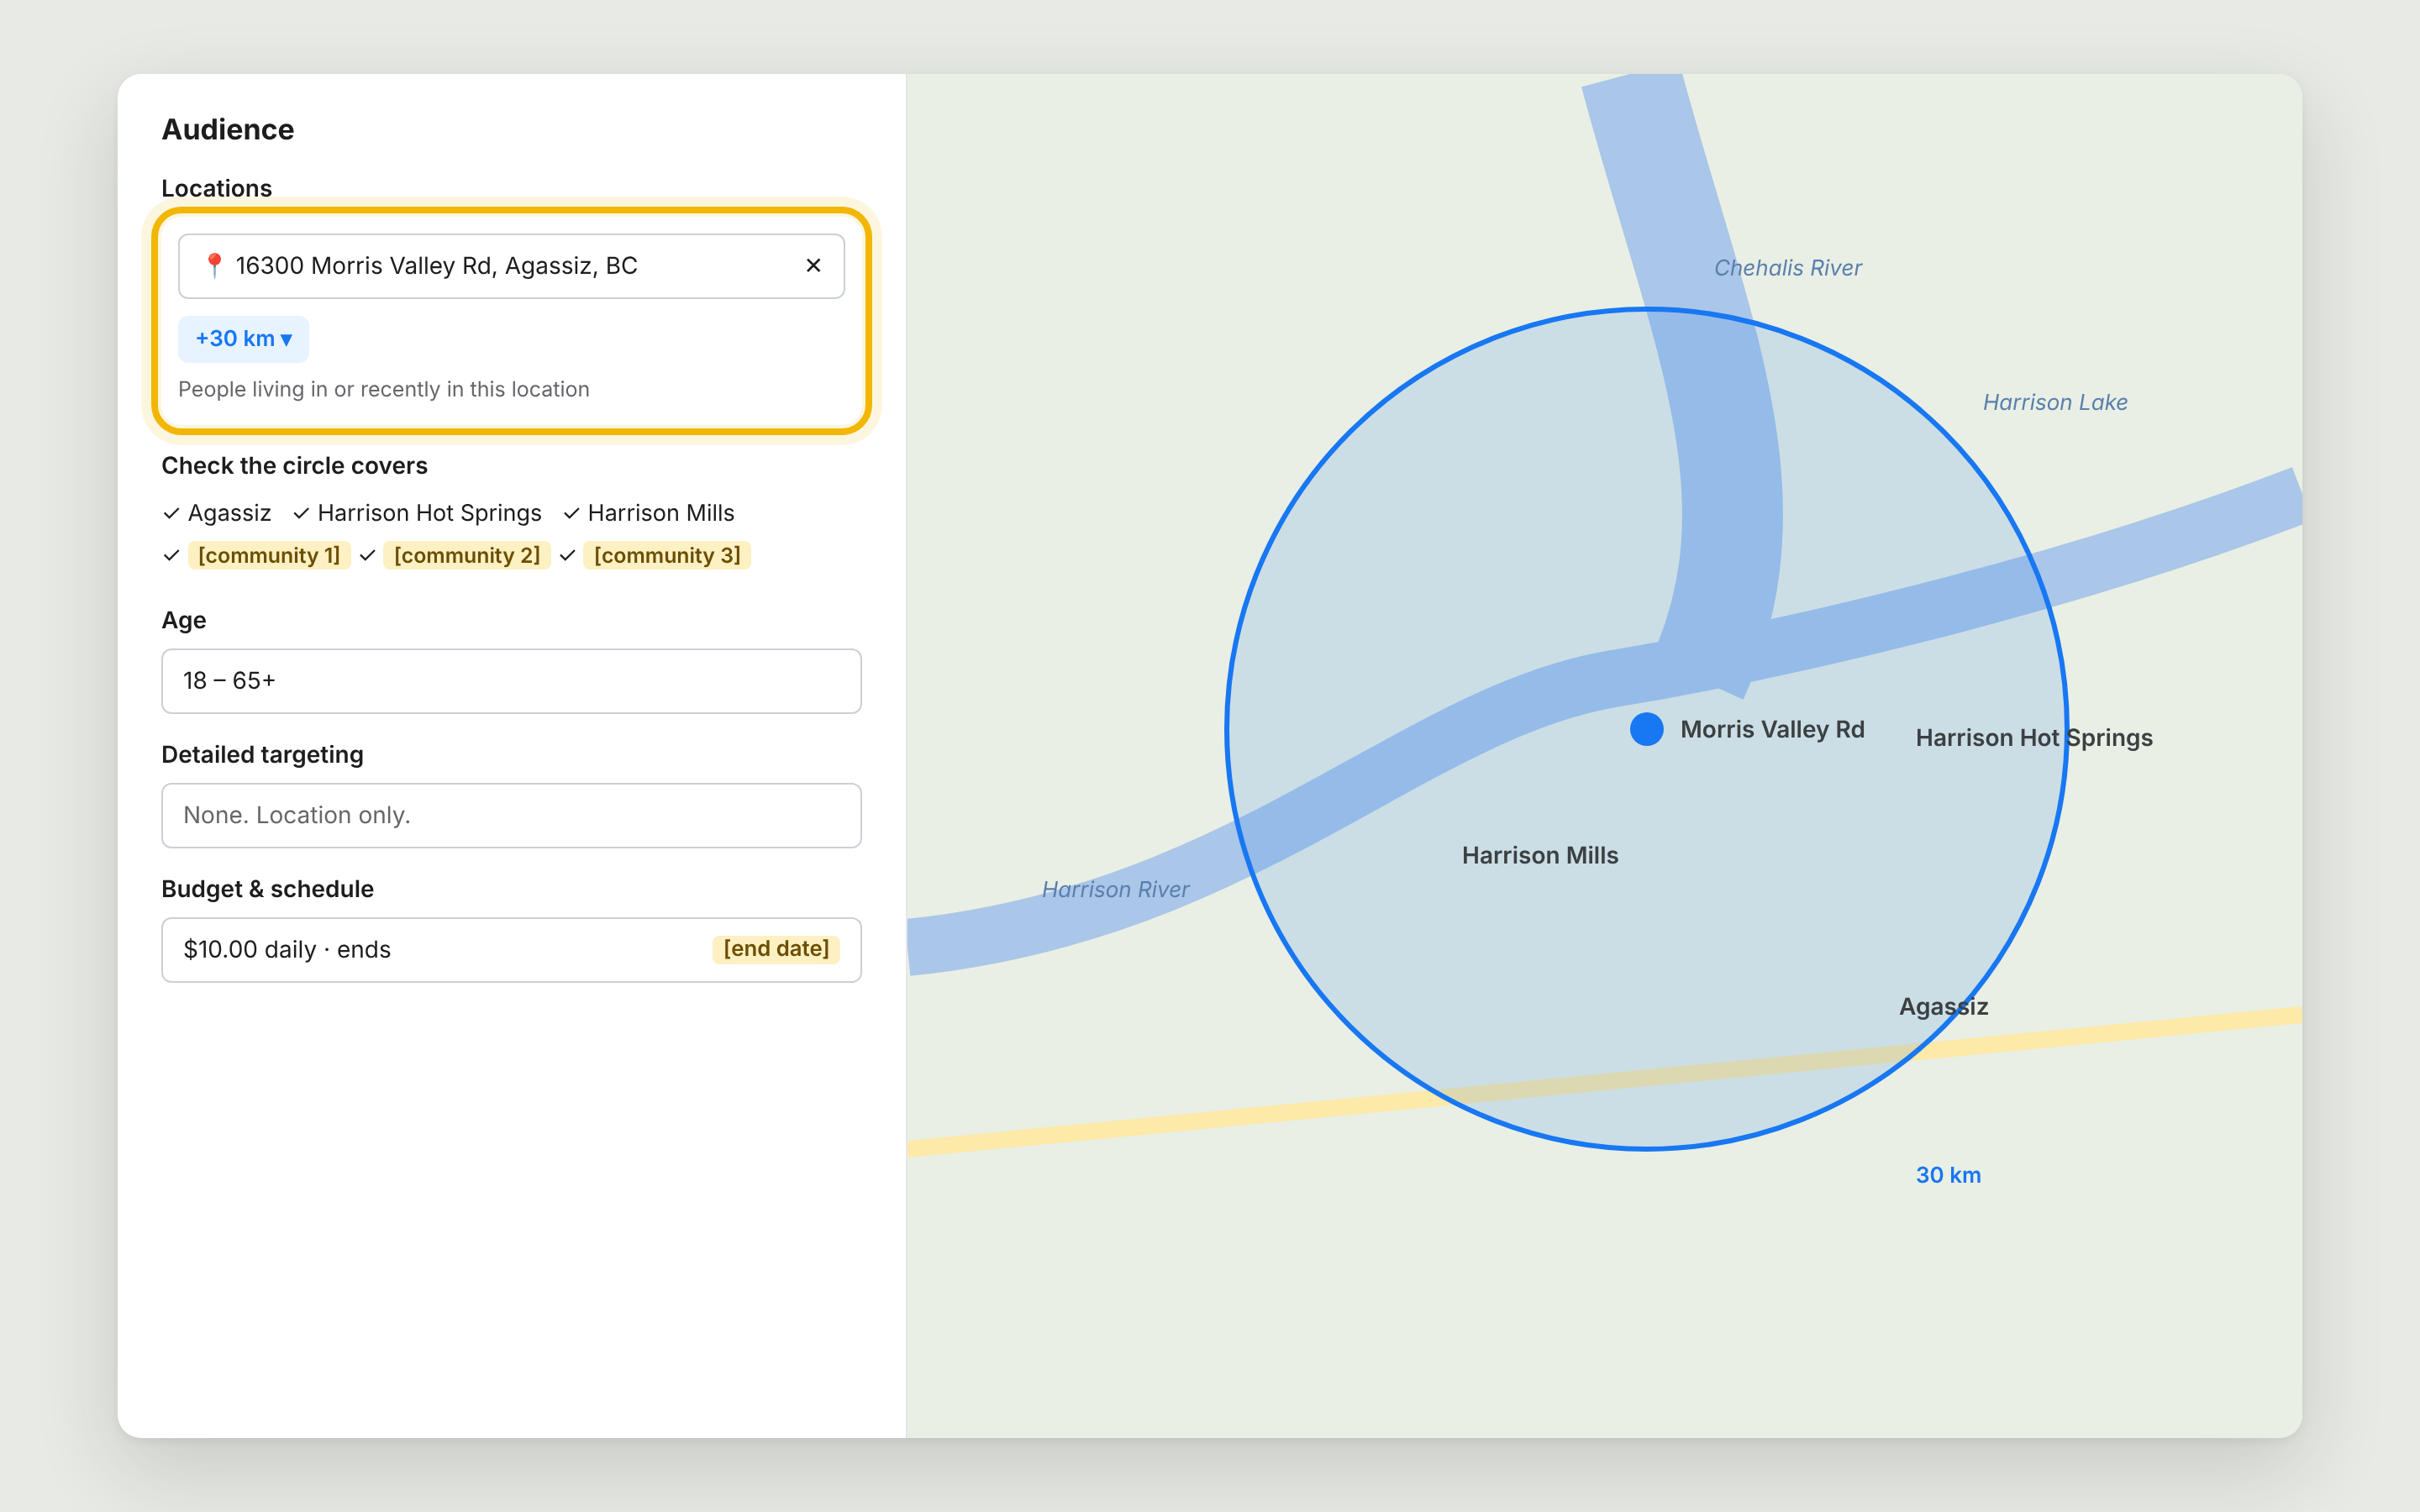 Audience
Locations
📍 16300 Morris Valley Rd, Agassiz, BC ✕
+30 km ▾
People living in or recently in this location
Check the circle covers
✓ Agassiz ✓ Harrison Hot Springs ✓ Harrison Mills
✓ [community 1] ✓ [community 2] ✓ [community 3]
Age
18 – 65+
Detailed targeting
None. Location only.
Budget & schedule
$10.00 daily · ends [end date]
Chehalis River
Harrison Lake
Morris Valley Rd
Harrison Hot Springs
Harrison Mills
Harrison River
Agassiz
30 km